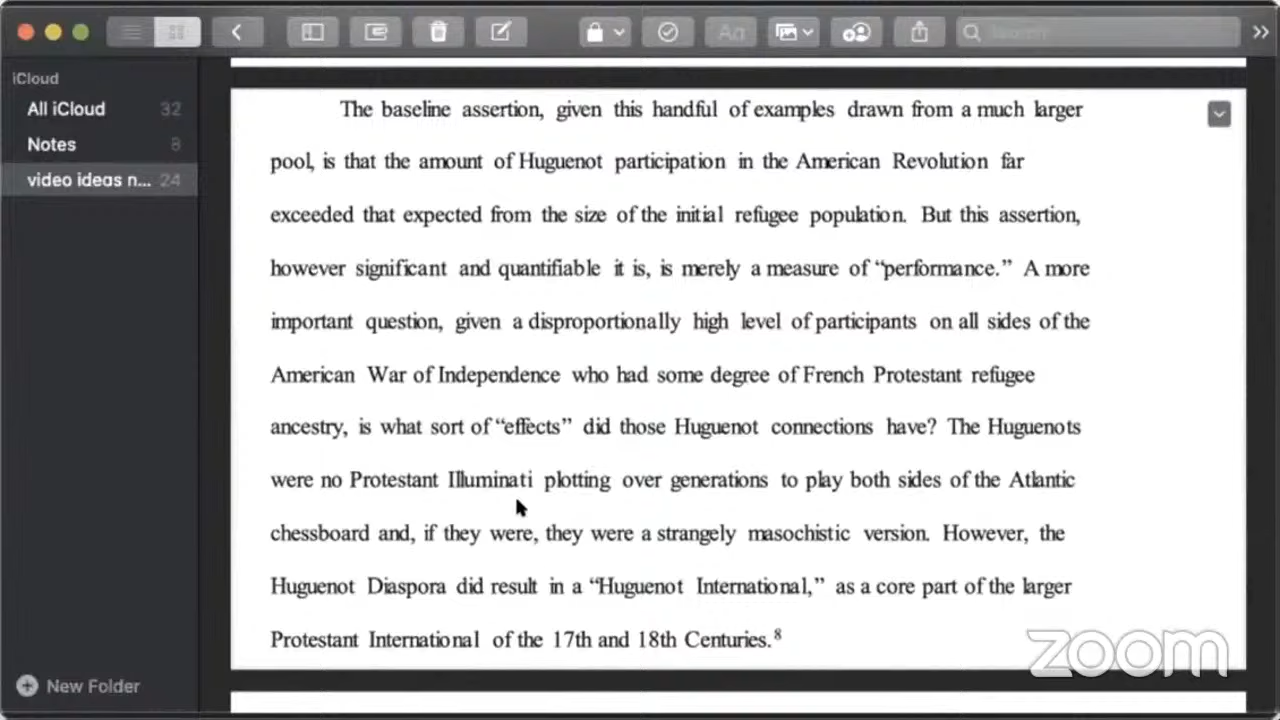 iCloud
All iCloud 32
Notes 8
video ideas n... 24
New Folder
Search
The baseline assertion, given this handful of examples drawn from a much larger
pool, is that the amount of Huguenot participation in the American Revolution far
exceeded that expected from the size of the initial refugee population. But this assertion,
however significant and quantifiable it is, is merely a measure of “performance.” A more
important question, given a disproportionally high level of participants on all sides of the
American War of Independence who had some degree of French Protestant refugee
ancestry, is what sort of “effects” did those Huguenot connections have? The Huguenots
were no Protestant Illuminati plotting over generations to play both sides of the Atlantic
chessboard and, if they were, they were a strangely masochistic version. However, the
Huguenot Diaspora did result in a “Huguenot International,” as a core part of the larger
Protestant International of the 17th and 18th Centuries.8
zoom